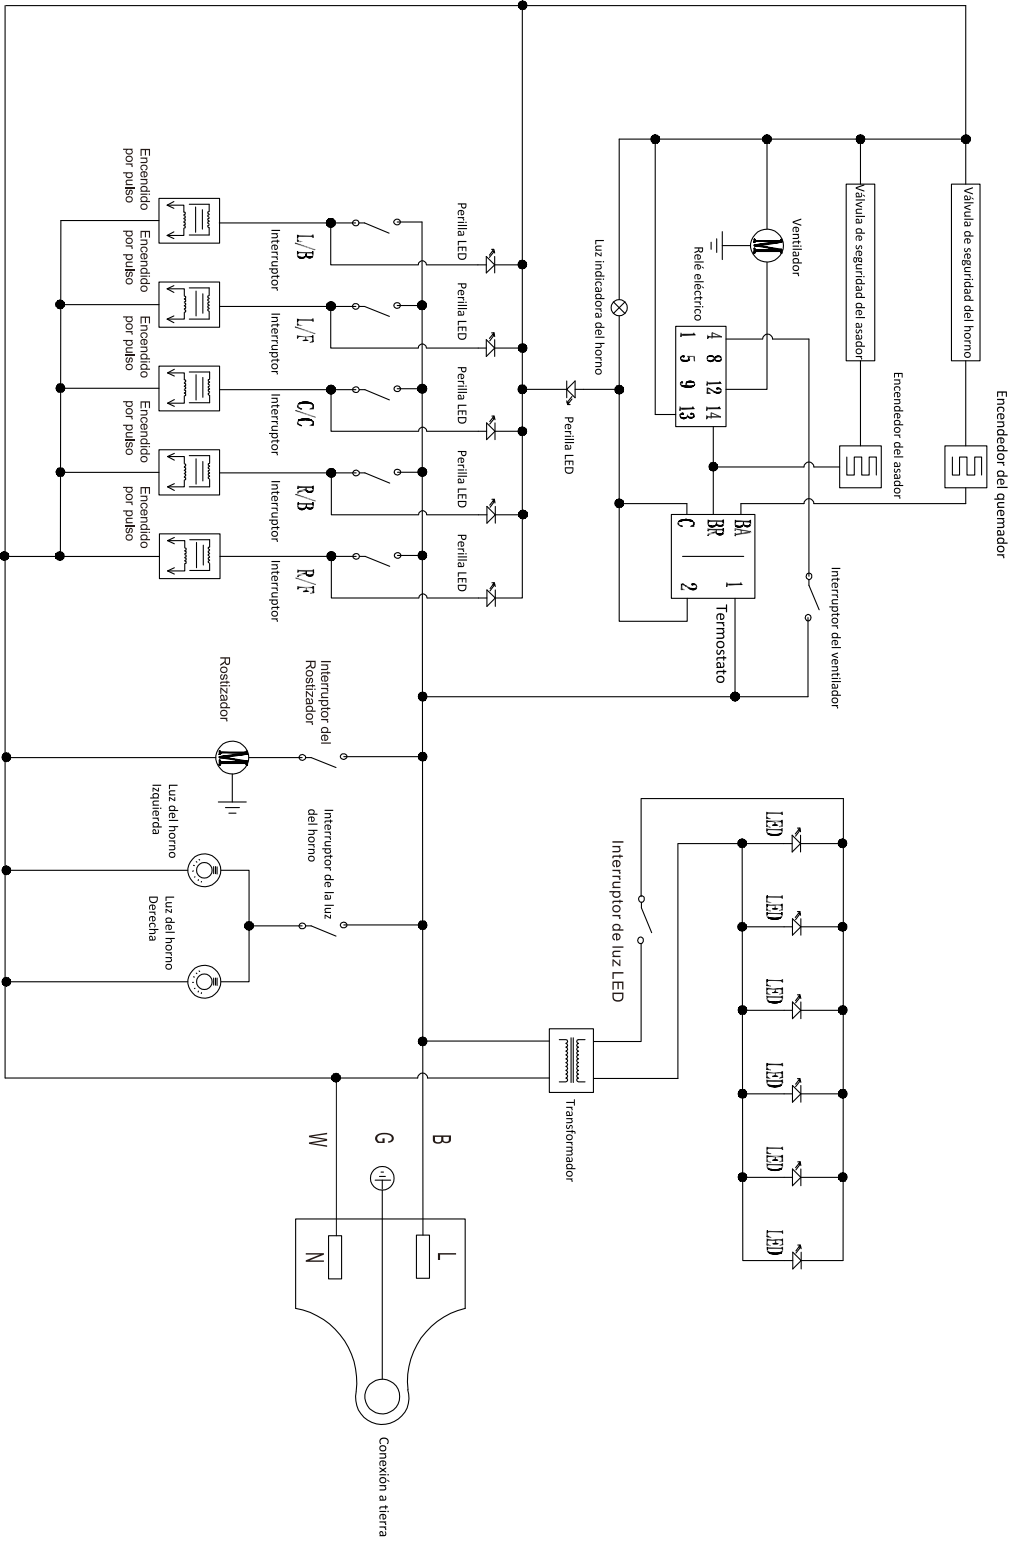 Encendedor del quemador
Válvula de seguridad del horno
Encendedor del asador
Válvula de seguridad del asador
Interruptor del ventilador
Ventilador
Relé eléctrico
4 8 12 14
1 5 9 13
BA
BR
C
1
2
Termostato
Luz indicadora del horno
Perilla LED
Perilla LED
Perilla LED
Perilla LED
Perilla LED
Perilla LED
L/B
Interruptor
L/F
Interruptor
C/C
Interruptor
R/B
Interruptor
R/F
Interruptor
Encendido
por pulso
Encendido
por pulso
Encendido
por pulso
Encendido
por pulso
Encendido
por pulso
Interruptor del
Rostizador
Rostizador
M
M
Interruptor de la luz
del horno
Luz del horno
Izquierda
Luz del horno
Derecha
LED
LED
LED
LED
LED
LED
Interruptor de luz LED
Transformador
B
G
W
L
N
Conexión a tierra